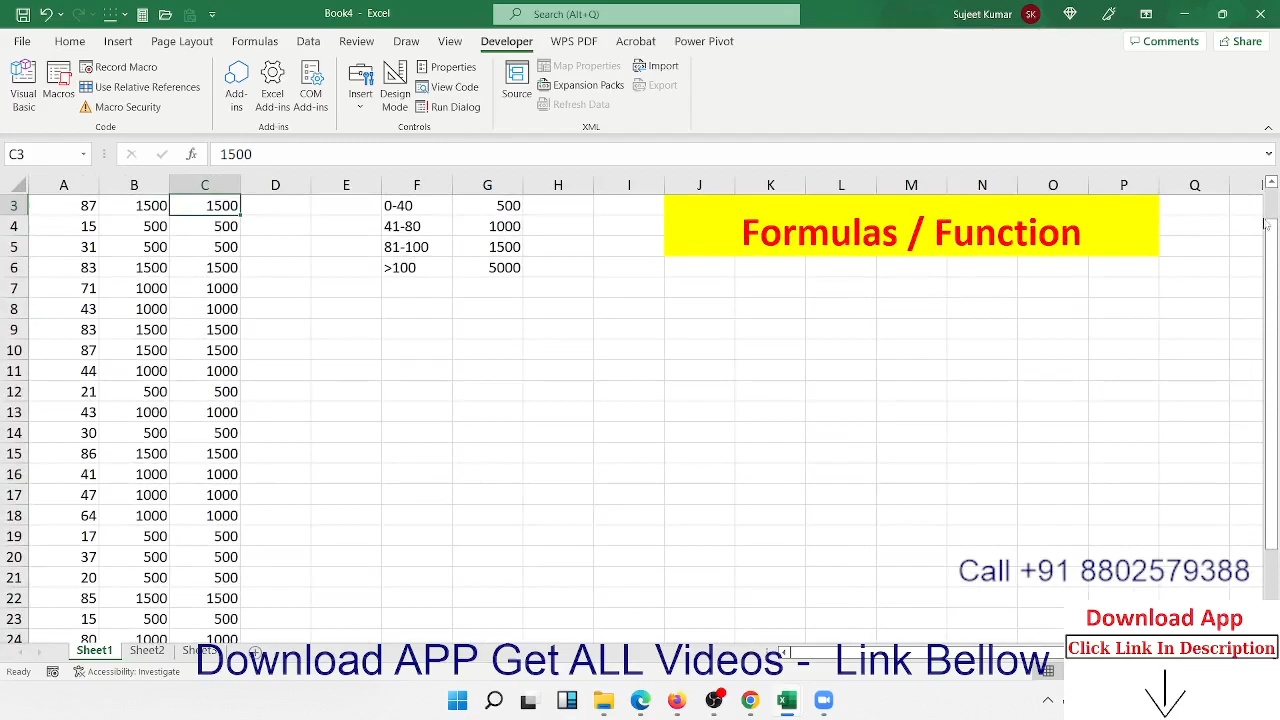 Book4 - Excel
Search (Alt+Q)
Sujeet Kumar
SK
File Home Insert Page Layout Formulas Data Review Draw View Developer WPS PDF Acrobat Power Pivot
Comments
Share
Visual Basic
Macros
Record Macro
Use Relative References
Macro Security
Code
Add-ins
Excel Add-ins
COM Add-ins
Add-ins
Insert
Design Mode
Properties
View Code
Run Dialog
Controls
Source
Map Properties
Expansion Packs
Refresh Data
Import
Export
XML
C3
fx
1500
A B C D E F G H I J K L M N O P Q
3 87 1500 1500 0-40 500
4 15 500 500 41-80 1000
5 31 500 500 81-100 1500
6 83 1500 1500 >100 5000
Formulas / Function
7 71 1000 1000
8 43 1000 1000
9 83 1500 1500
10 87 1500 1500
11 44 1000 1000
12 21 500 500
13 43 1000 1000
14 30 500 500
15 86 1500 1500
16 41 1000 1000
17 47 1000 1000
18 64 1000 1000
19 17 500 500
20 37 500 500
21 20 500 500
22 85 1500 1500
23 15 500 500
24 80 1000 1000
Call +91 8802579388
Download App
Click Link In Description
Sheet1 Sheet2 Sheet3
Download APP Get ALL Videos - Link Bellow
Ready
Accessibility: Investigate